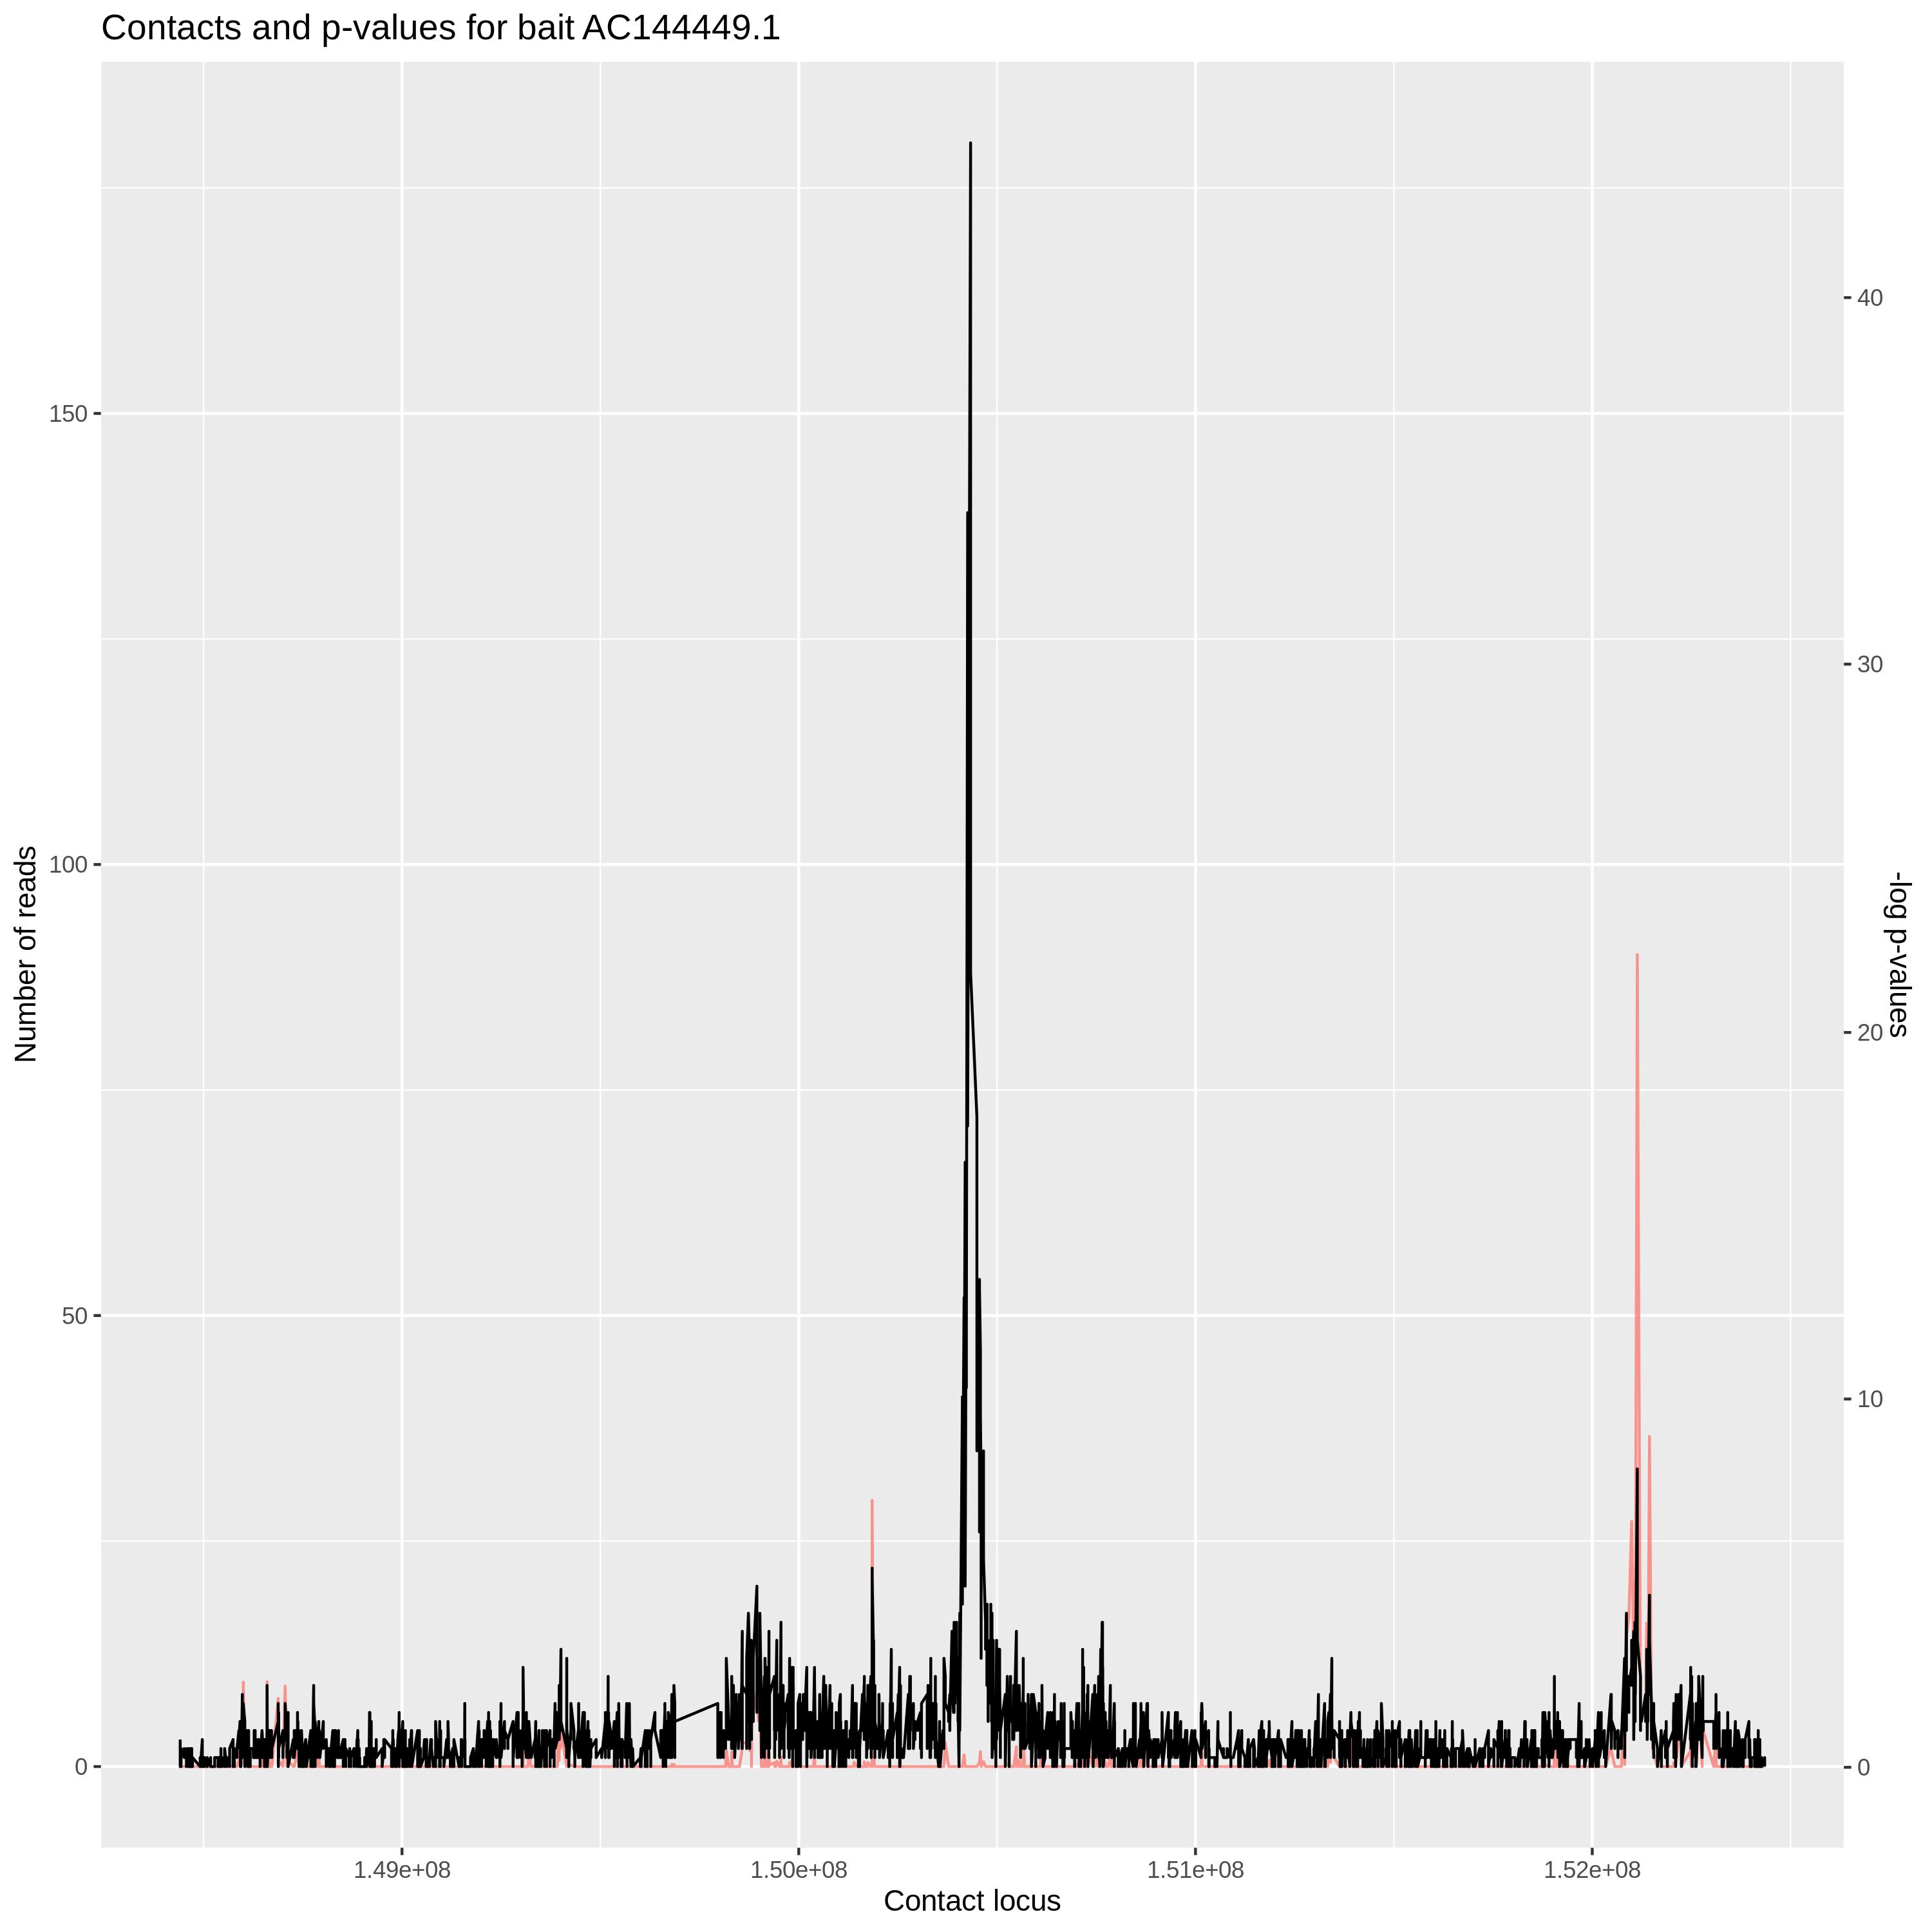 Contacts and p-values for bait AC144449.1
150
100
50
0
Number of reads
40
30
20
10
0
-log p-values
1.49e+08
1.50e+08
1.51e+08
1.52e+08
Contact locus